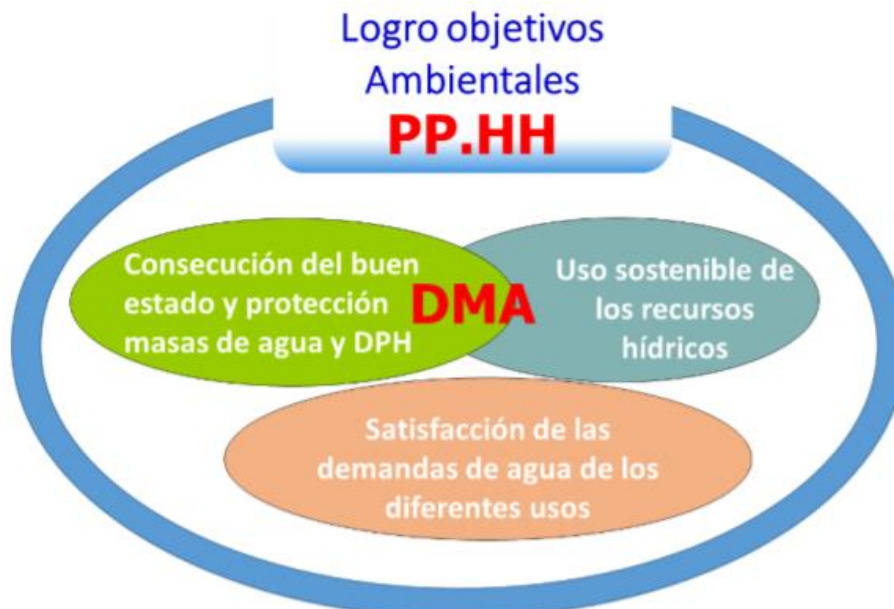 Logro objetivos
Ambientales
PP.HH
Consecución del buen
estado y protección
masas de agua y DPH
DMA
Uso sostenible de
los recursos
hídricos
Satisfacción de las
demandas de agua de los
diferentes usos